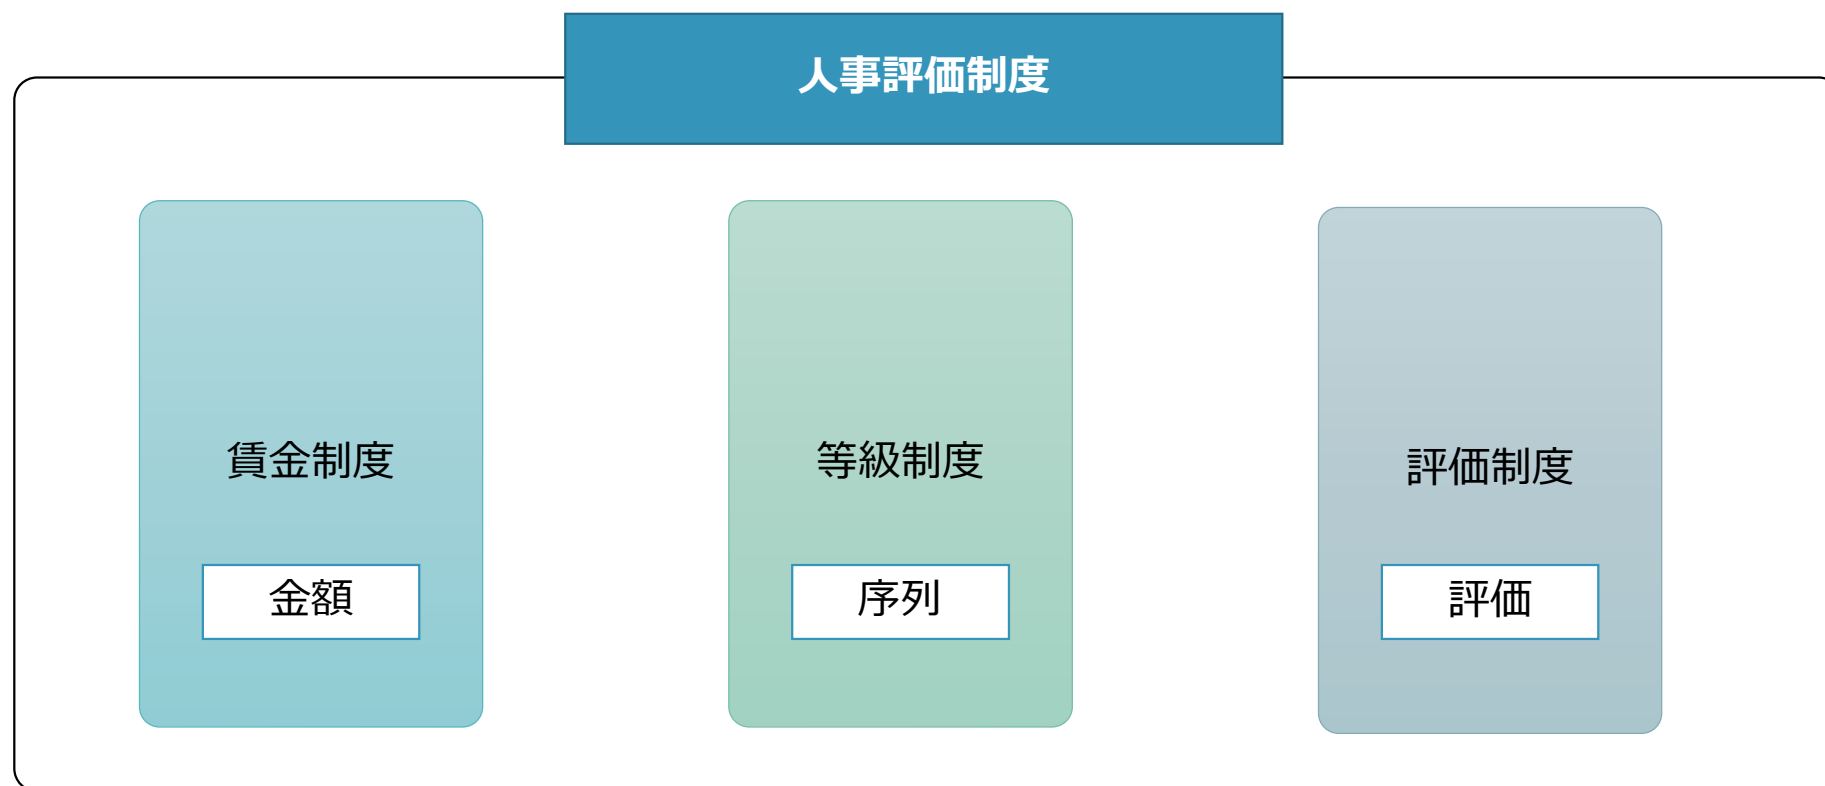 人事評価制度
賃金制度
金額
等級制度
序列
評価制度
評価